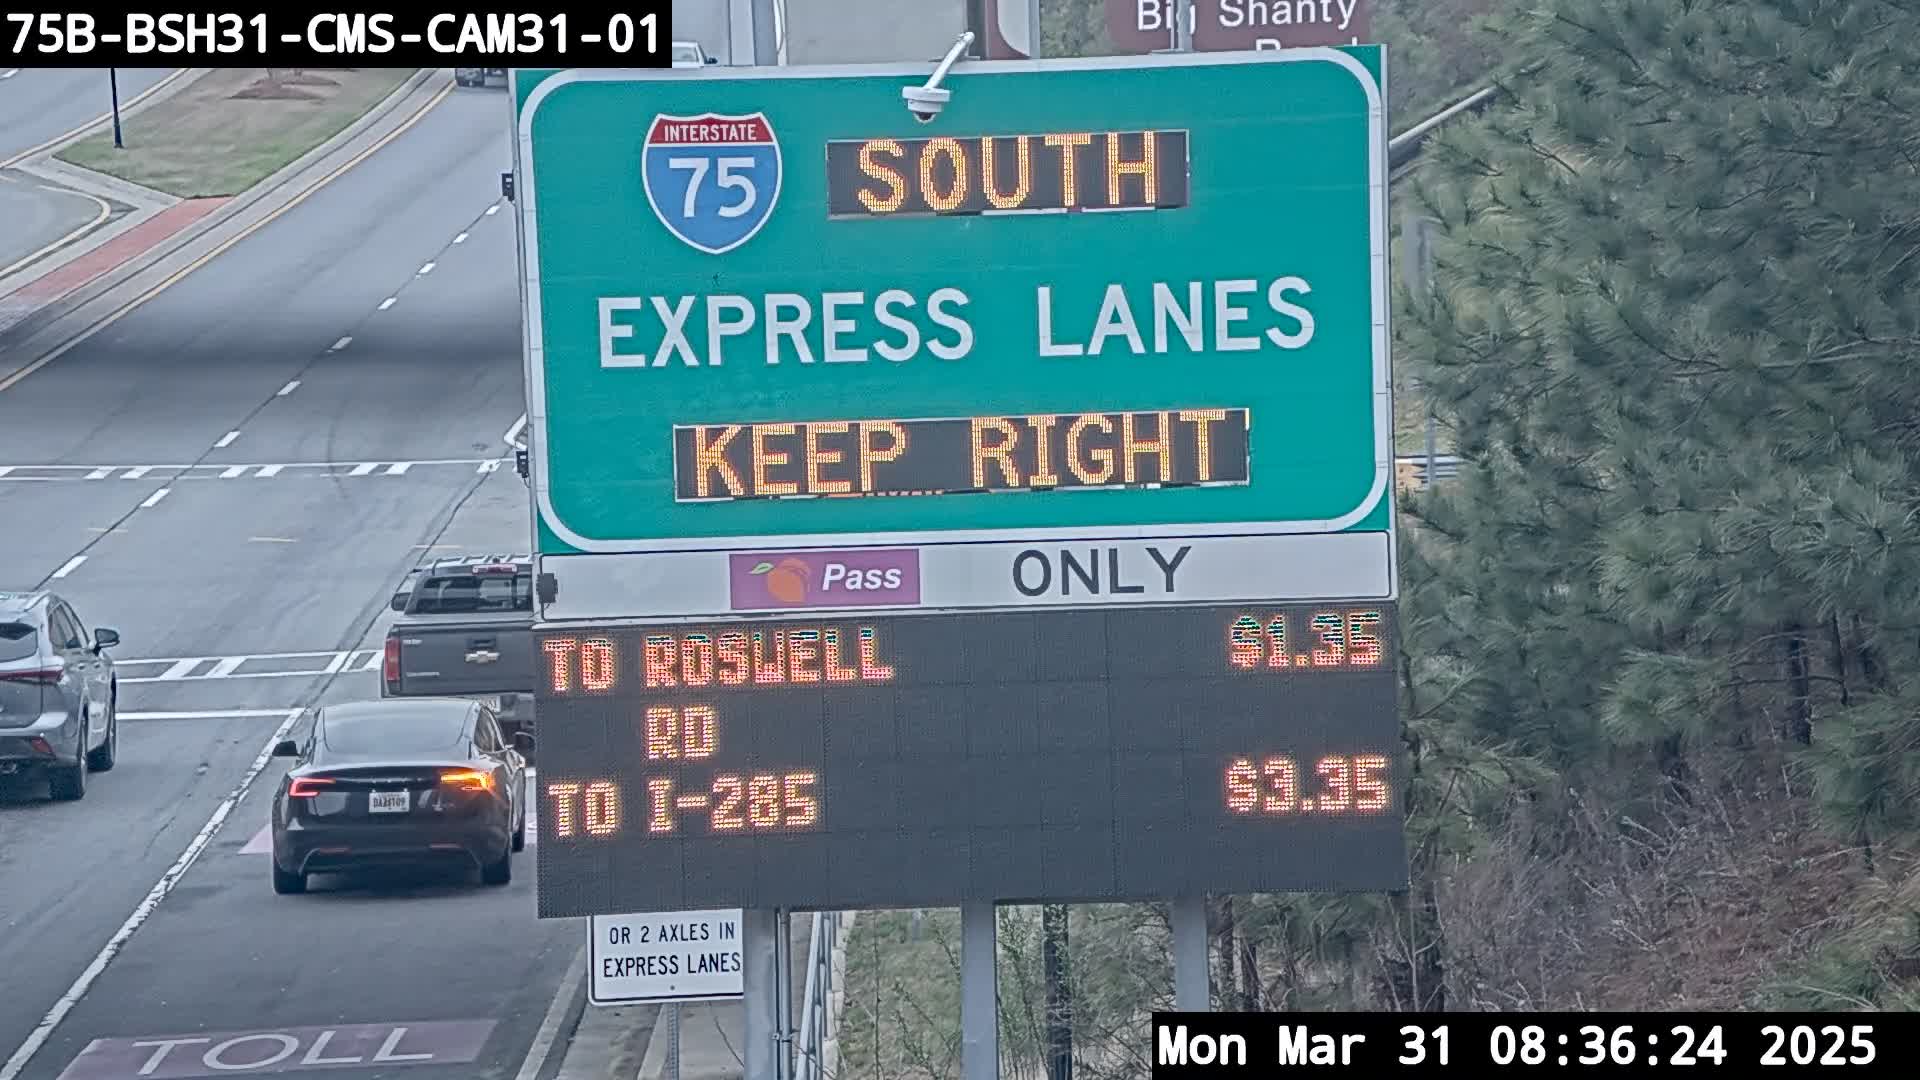 75B-BSH31-CMS-CAM31-01
Big Shanty
Road
INTERSTATE
75
SOUTH
EXPRESS LANES
KEEP RIGHT
Pass ONLY
TO ROSWELL $1.35
RD
TO I-285 $3.35
OR 2 AXLES IN
EXPRESS LANES
TOLL
Mon Mar 31 08:36:24 2025